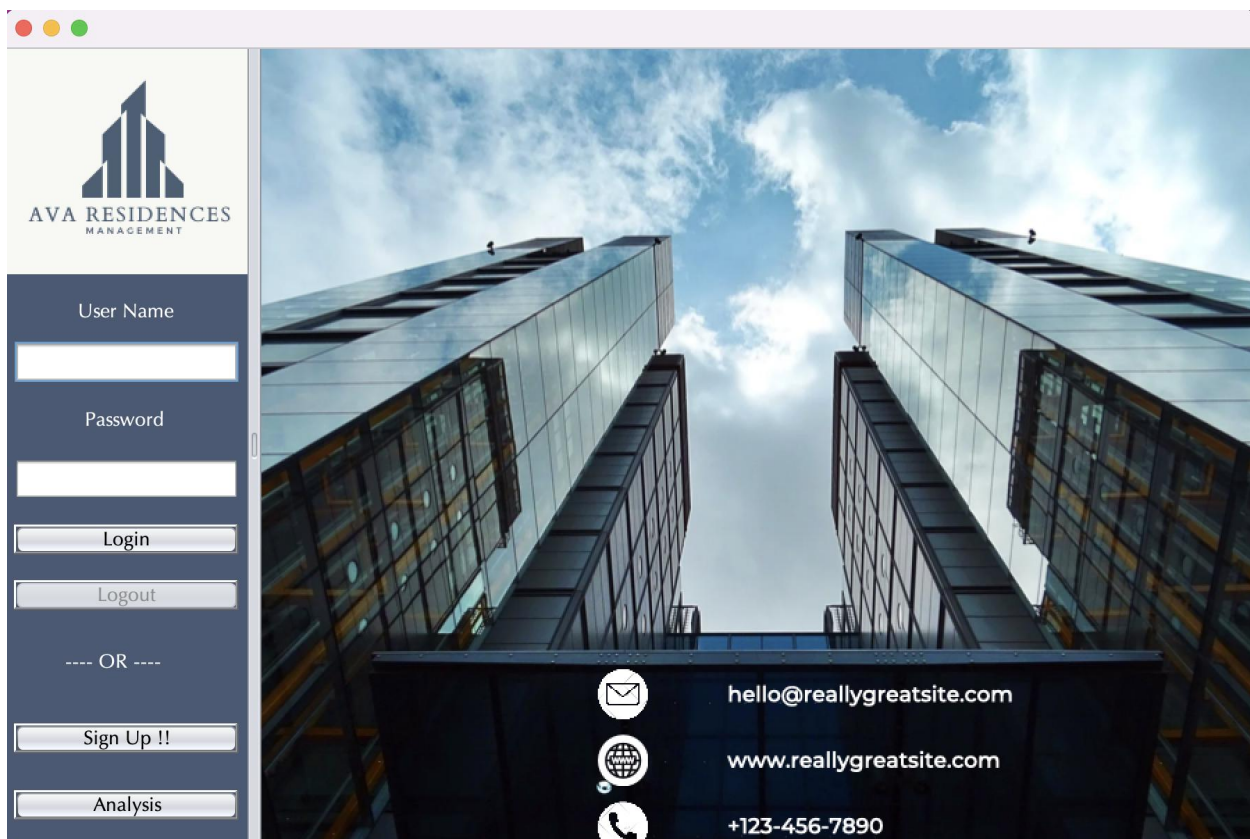 AVA RESIDENCES
MANAGEMENT
User Name
Password
Login
Logout
---- OR ----
Sign Up !!
Analysis
hello@reallygreatsite.com
www
www.reallygreatsite.com
+123-456-7890